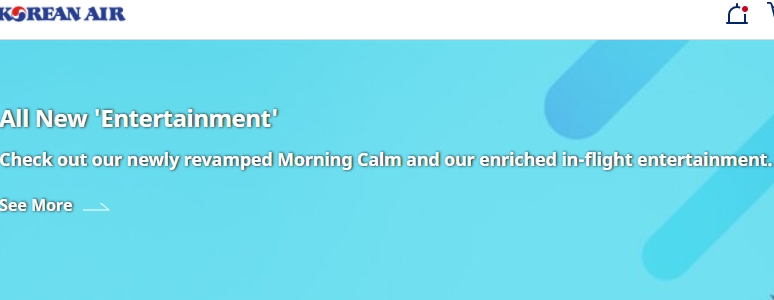 KOREAN AIR
All New 'Entertainment'
Check out our newly revamped Morning Calm and our enriched in-flight entertainment.
See More